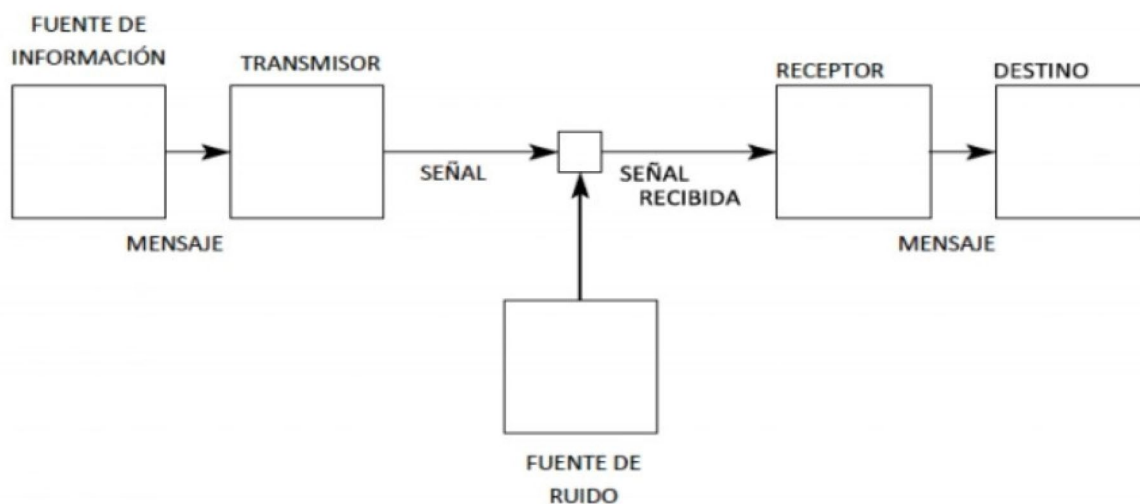 FUENTE DE
INFORMACIÓN
TRANSMISOR
RECEPTOR
DESTINO
SEÑAL
SEÑAL
RECIBIDA
MENSAJE
MENSAJE
FUENTE DE
RUIDO